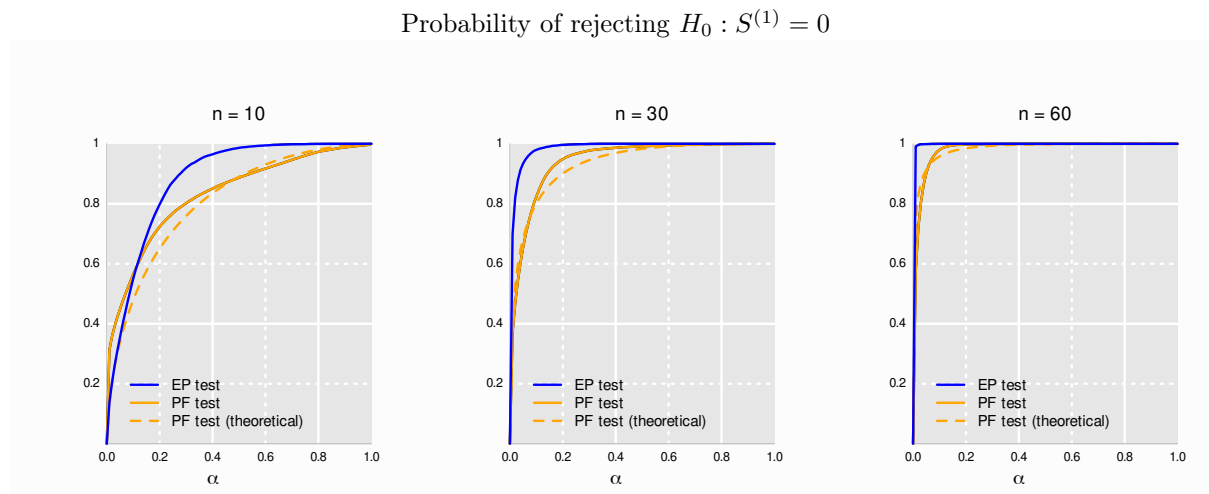 Probability of rejecting $H_0 : S^{(1)} = 0$
n = 10
1
0.8
0.6
0.4
0.2
EP test
PF test
PF test (theoretical)
0.0 0.2 0.4 0.6 0.8 1.0
α
n = 30
1
0.8
0.6
0.4
0.2
EP test
PF test
PF test (theoretical)
0.0 0.2 0.4 0.6 0.8 1.0
α
n = 60
1
0.8
0.6
0.4
0.2
EP test
PF test
PF test (theoretical)
0.0 0.2 0.4 0.6 0.8 1.0
α